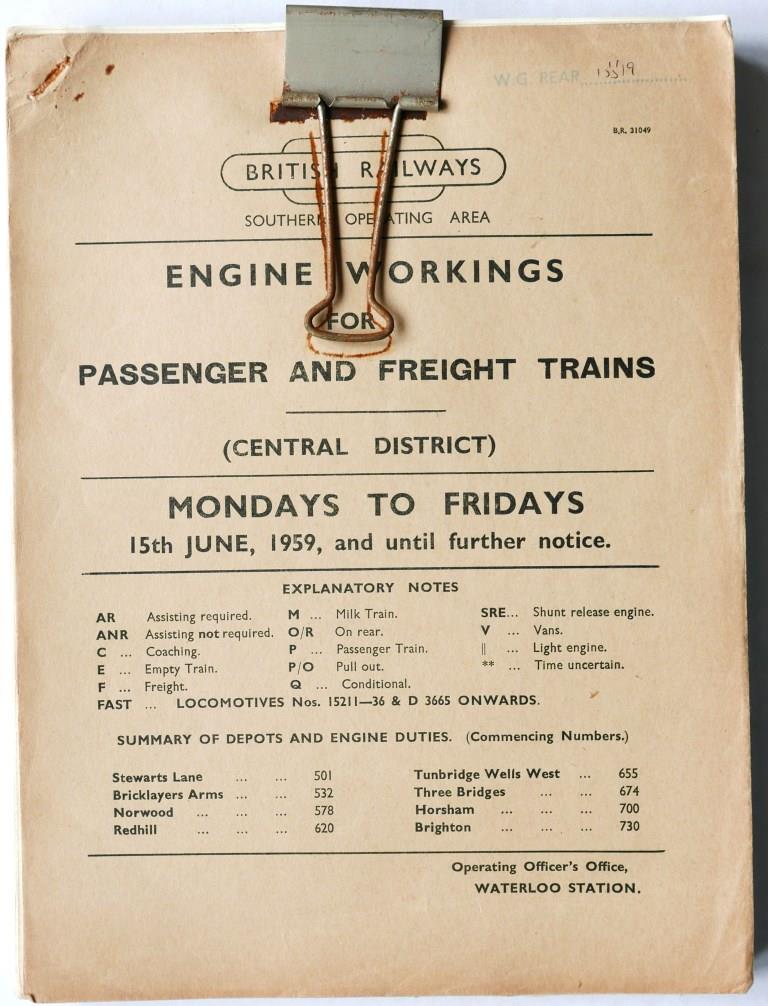 W.G. REAR
B.R. 31049
BRITISH RAILWAYS
SOUTHERN OPERATING AREA
ENGINE WORKINGS
FOR
PASSENGER AND FREIGHT TRAINS
(CENTRAL DISTRICT)
MONDAYS TO FRIDAYS
15th JUNE, 1959, and until further notice.
EXPLANATORY NOTES
AR Assisting required. M ... Milk Train. SRE... Shunt release engine.
ANR Assisting not required. O/R On rear. V ... Vans.
C ... Coaching. P ... Passenger Train. || ... Light engine.
E ... Empty Train. P/O Pull out. ** ... Time uncertain.
F ... Freight. Q ... Conditional.
FAST ... LOCOMOTIVES Nos. 15211—36 & D 3665 ONWARDS.
SUMMARY OF DEPOTS AND ENGINE DUTIES. (Commencing Numbers.)
Stewarts Lane ... ... 501 Tunbridge Wells West ... 655
Bricklayers Arms ... ... 532 Three Bridges ... ... 674
Norwood ... ... ... 578 Horsham ... ... ... 700
Redhill ... ... ... 620 Brighton ... ... ... 730
Operating Officer's Office,
WATERLOO STATION.